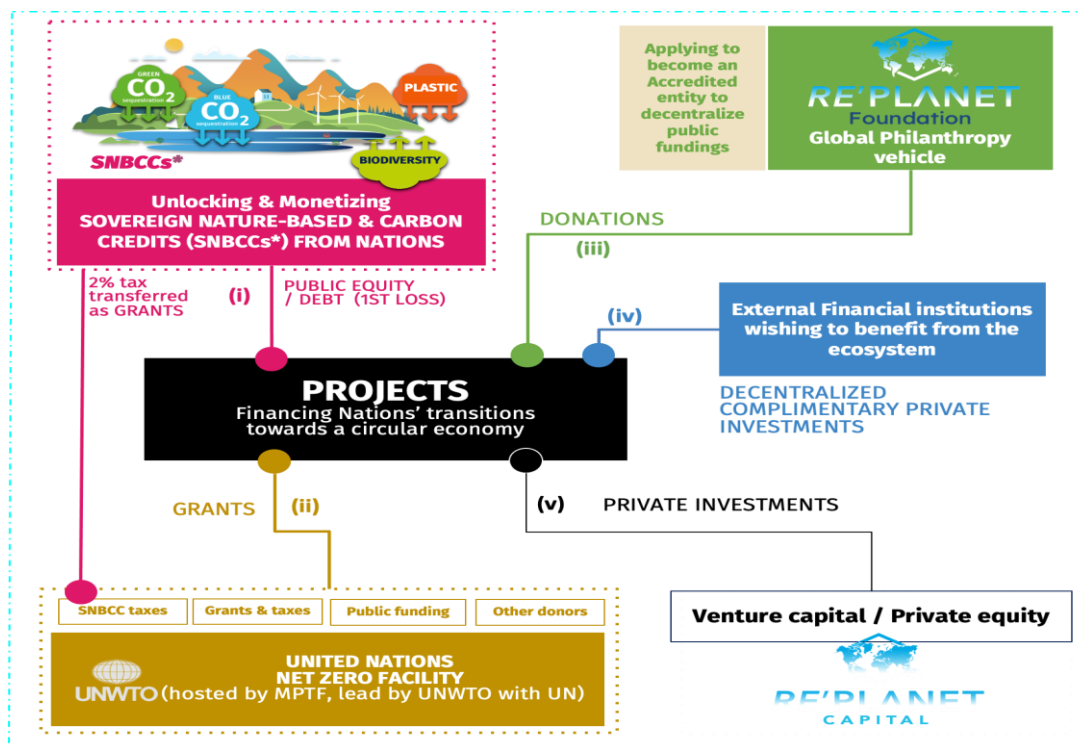 GREEN
CO2
sequestration
BLUE
CO2
sequestration
PLASTIC
BIODIVERSITY
SNBCCs*
Unlocking & Monetizing
SOVEREIGN NATURE-BASED & CARBON
CREDITS (SNBCCs*) FROM NATIONS
Applying to
become an
Accredited
entity to
decentralize
public
fundings
RE'PLANET
Foundation
Global Philanthropy
vehicle
DONATIONS
(iii)
2% tax
transferred
as GRANTS
(i)
PUBLIC EQUITY
/ DEBT (1ST LOSS)
(iv)
External Financial institutions
wishing to benefit from the
ecosystem
DECENTRALIZED
COMPLIMENTARY PRIVATE
INVESTMENTS
PROJECTS
Financing Nations' transitions
towards a circular economy
GRANTS
(ii)
(v)
PRIVATE INVESTMENTS
SNBCC taxes
Grants & taxes
Public funding
Other donors
UNITED NATIONS
NET ZERO FACILITY
UNWTO
(hosted by MPTF, lead by UNWTO with UN)
Venture capital / Private equity
RE'PLANET
CAPITAL